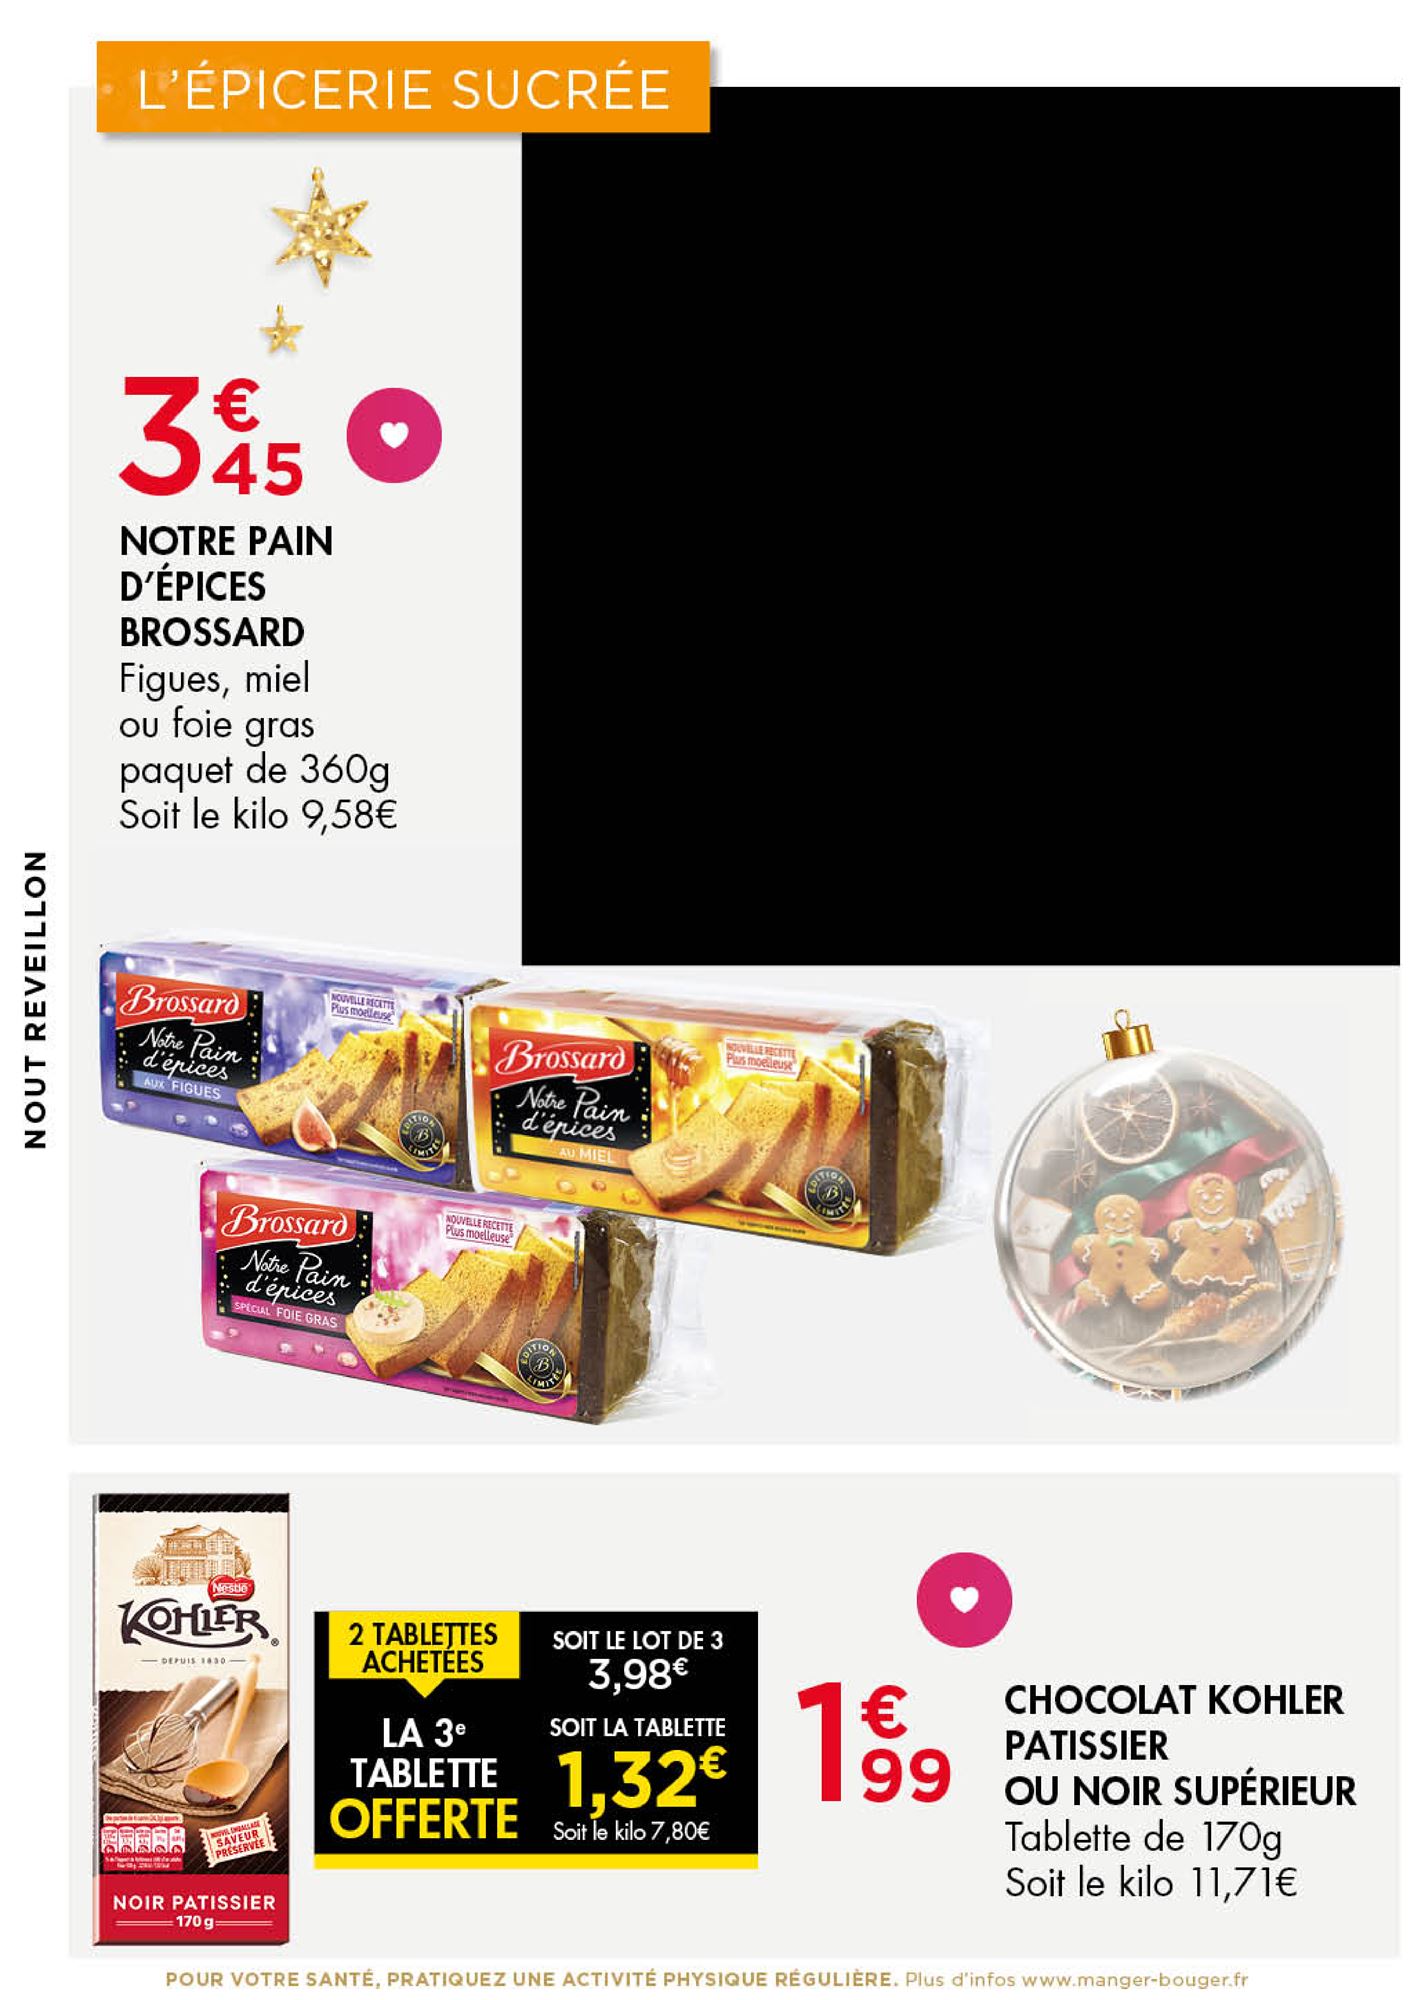 L'ÉPICERIE SUCRÉE
3€45
NOTRE PAIN
D'ÉPICES
BROSSARD
Figues, miel
ou foie gras
paquet de 360g
Soit le kilo 9,58€
NOUT REVEILLON
Brossard
Notre Pain
d'épices
AUX FIGUES
NOUVELLE RECETTE
Plus moelleuse
EDITION
B
LIMITÉE
Brossard
Notre Pain
d'épices
AU MIEL
NOUVELLE RECETTE
Plus moelleuse
EDITION
B
LIMITÉE
Brossard
Notre Pain
d'épices
SPÉCIAL FOIE GRAS
NOUVELLE RECETTE
Plus moelleuse
EDITION
B
LIMITÉE
Nestlé
KOHLER
DEPUIS 1830
NOUVEL EMBALLAGE
SAVEUR
PRÉSERVÉE
NOIR PATISSIER
170g
2 TABLETTES
ACHETÉES
LA 3e
TABLETTE
OFFERTE
SOIT LE LOT DE 3
3,98€
SOIT LA TABLETTE
1,32€
Soit le kilo 7,80€
1€99
CHOCOLAT KOHLER
PATISSIER
OU NOIR SUPÉRIEUR
Tablette de 170g
Soit le kilo 11,71€
POUR VOTRE SANTÉ, PRATIQUEZ UNE ACTIVITÉ PHYSIQUE RÉGULIÈRE. Plus d'infos www.manger-bouger.fr